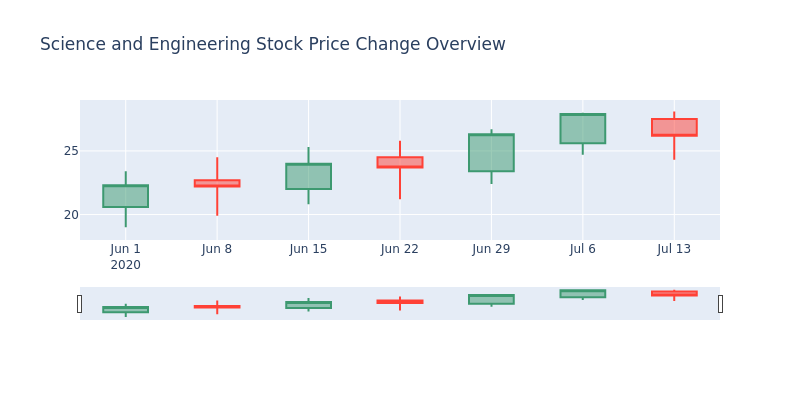 Science and Engineering Stock Price Change Overview
25
20
Jun 1 Jun 8 Jun 15 Jun 22 Jun 29 Jul 6 Jul 13
2020